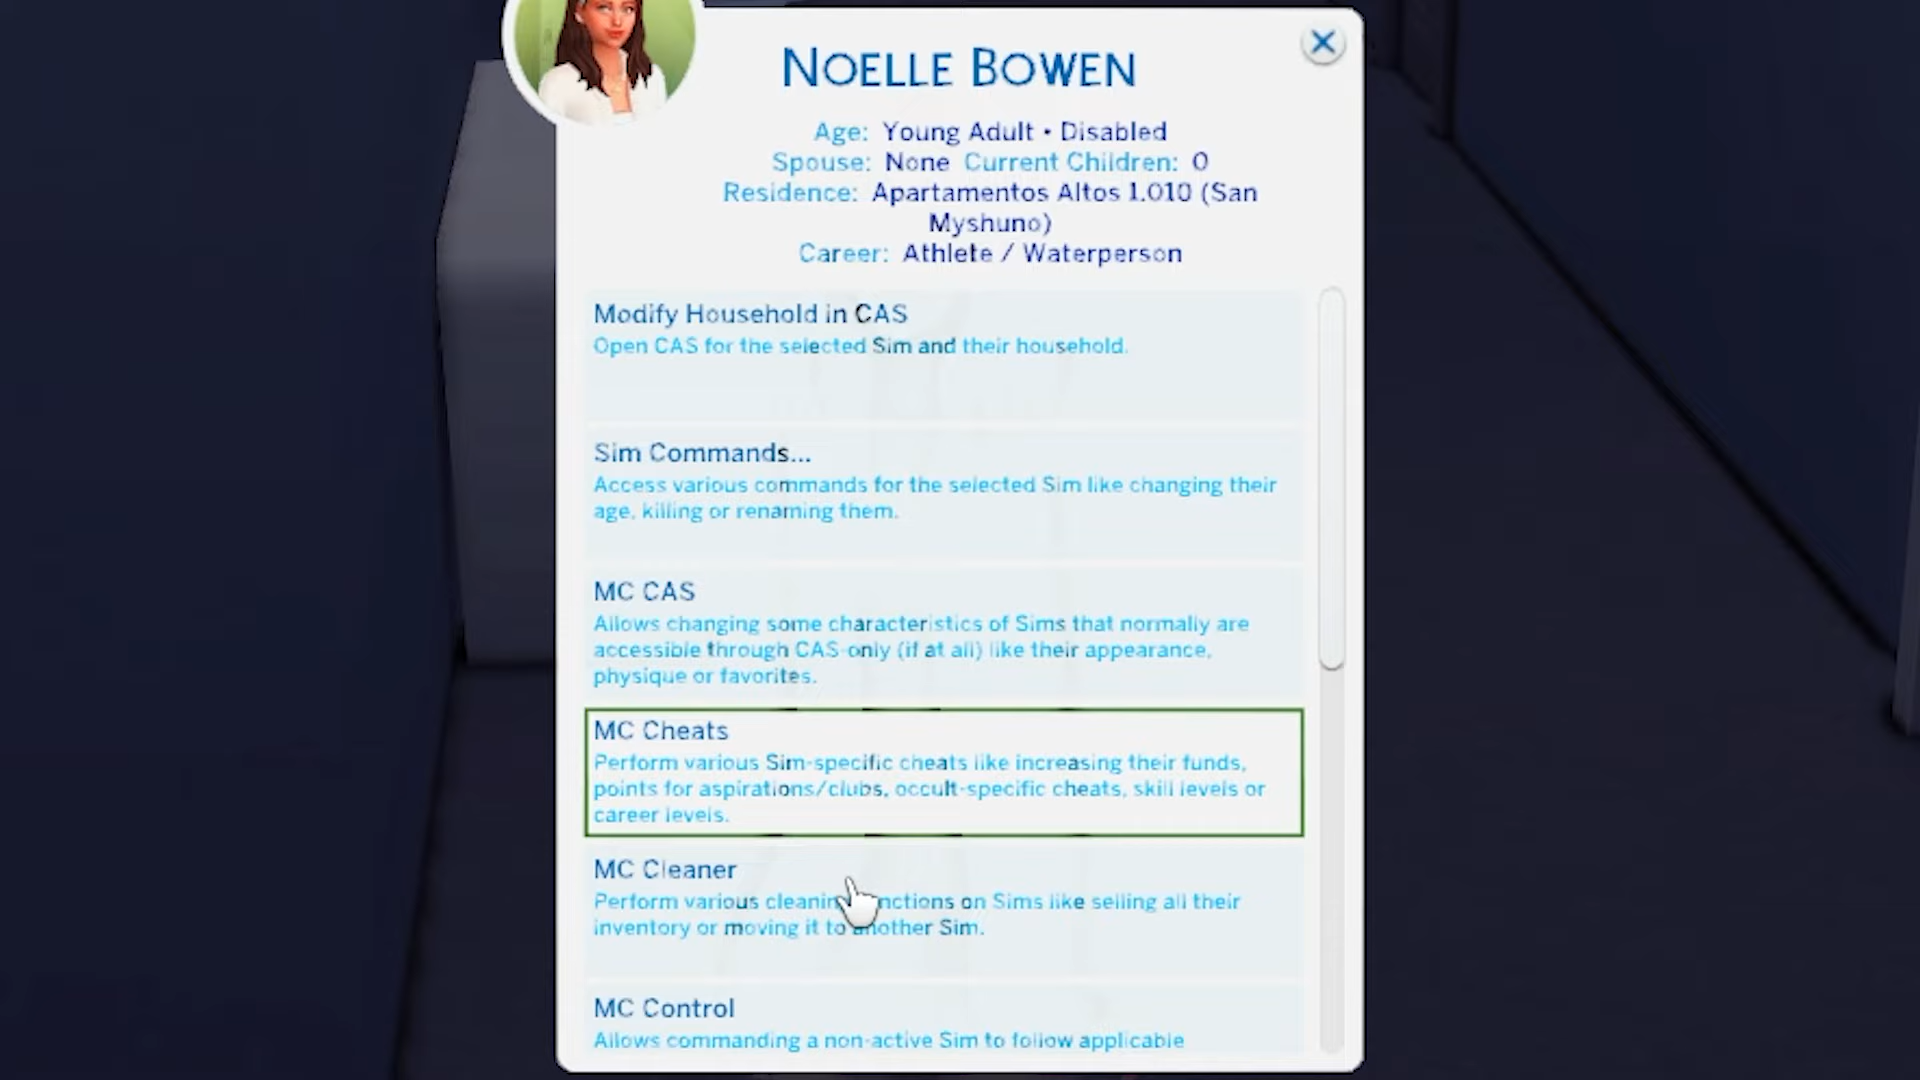 NOELLE BOWEN
Age: Young Adult • Disabled
Spouse: None Current Children: 0
Residence: Apartamentos Altos 1.010 (San
Myshuno)
Career: Athlete / Waterperson
Modify Household in CAS
Open CAS for the selected Sim and their household.
Sim Commands...
Access various commands for the selected Sim like changing their
age, killing or renaming them.
MC CAS
Allows changing some characteristics of Sims that normally are
accessible through CAS-only (if at all) like their appearance,
physique or favorites.
MC Cheats
Perform various Sim-specific cheats like increasing their funds,
points for aspirations/clubs, occult-specific cheats, skill levels or
career levels.
MC Cleaner
Perform various cleaning functions on Sims like selling all their
inventory or moving it to another Sim.
MC Control
Allows commanding a non-active Sim to follow applicable